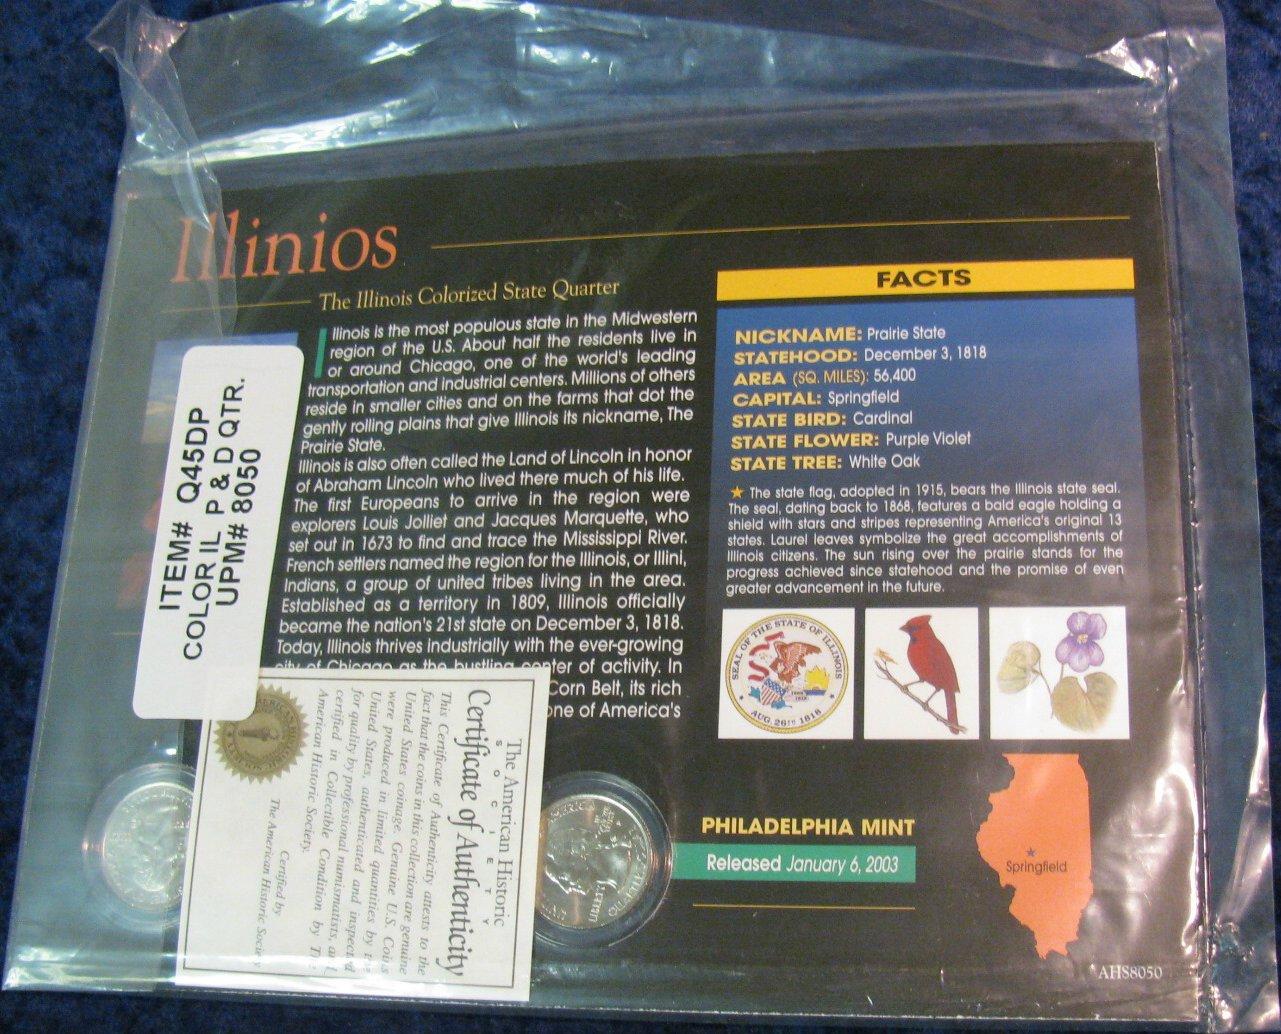 Illinios
The Illinois Colorized State Quarter
Illinois is the most populous state in the Midwestern
region of the U.S. About half the residents live in
or around Chicago, one of the world's leading
transportation and industrial centers. Millions of others
reside in smaller cities and on the farms that dot the
gently rolling plains that give Illinois its nickname, The
Prairie State.
Illinois is also often called the Land of Lincoln in honor
of Abraham Lincoln who lived there much of his life.
The first Europeans to arrive in the region were
explorers Louis Jolliet and Jacques Marquette, who
set out in 1673 to find and trace the Mississippi River.
French settlers named the region for the Illinois, or Illini,
Indians, a group of united tribes living in the area.
Established as a territory in 1809, Illinois officially
became the nation's 21st state on December 3, 1818.
Today, Illinois thrives industrially with the ever-growing
city of Chicago as the bustling center of activity. In
Corn Belt, its rich
one of America's
FACTS
NICKNAME: Prairie State
STATEHOOD: December 3, 1818
AREA (SQ. MILES): 56,400
CAPITAL: Springfield
STATE BIRD: Cardinal
STATE FLOWER: Purple Violet
STATE TREE: White Oak
★ The state flag, adopted in 1915, bears the Illinois state seal.
The seal, dating back to 1868, features a bald eagle holding a
shield with stars and stripes representing America's original 13
states. Laurel leaves symbolize the great accomplishments of
Illinois citizens. The sun rising over the prairie stands for the
progress achieved since statehood and the promise of even
greater advancement in the future.
SEAL OF THE STATE OF ILLINOIS
AUG. 26TH 1818
PHILADELPHIA MINT
Released January 6, 2003
Springfield
AHS8050
ITEM# Q45DP
COLOR IL P & D QTR.
UPM# 8050
The American Historic
SOCIETY
Certificate of Authenticity
This Certificate of Authenticity attests to the
fact that the coins in this collection are genuine
United States coinage. Genuine U.S. Coins
were produced in limited quantities by the
United States, authenticated and inspected
for quality by professional numismatists, and
certified in Collectible Condition by The
American Historic Society.
Certified by
The American Historic Society